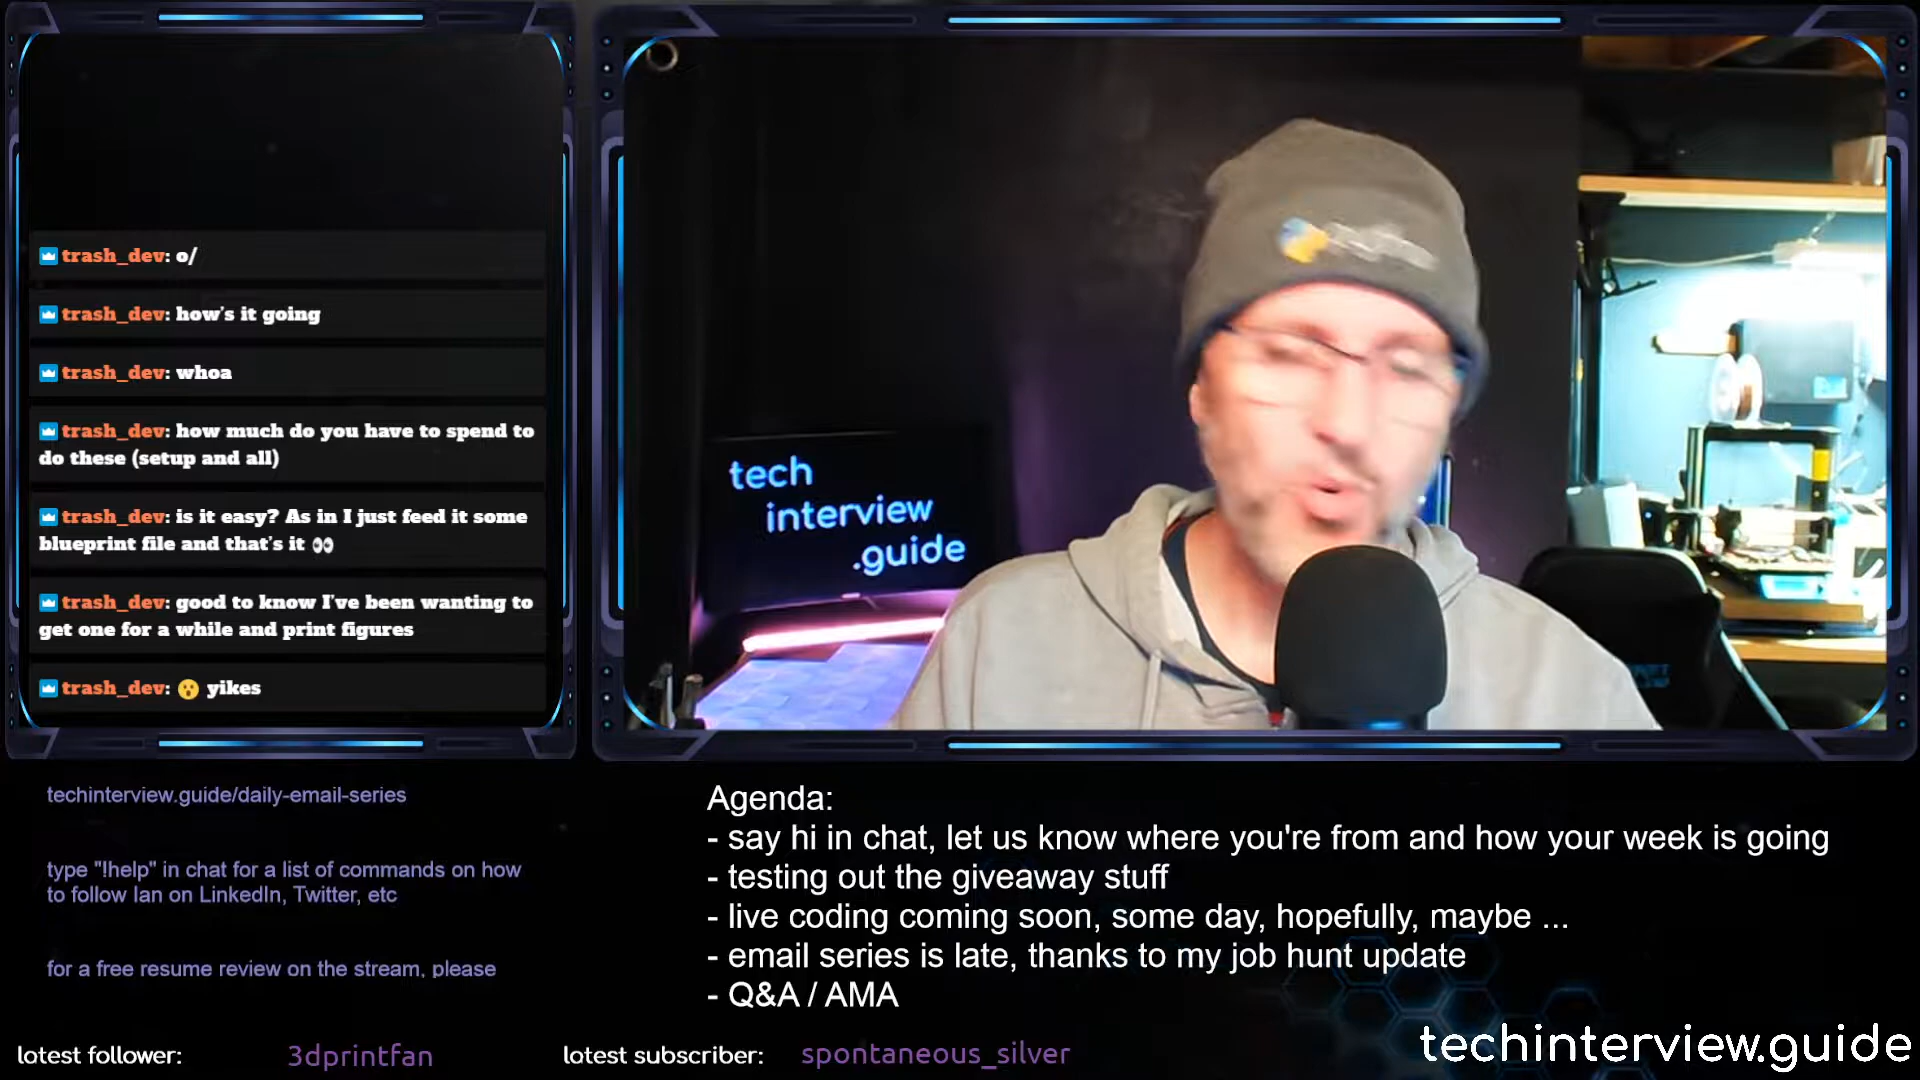 trash_dev: o/
trash_dev: how's it going
trash_dev: whoa
trash_dev: how much do you have to spend to
do these (setup and all)
trash_dev: is it easy? As in I just feed it some
blueprint file and that's it 👀
trash_dev: good to know I've been wanting to
get one for a while and print figures
trash_dev: 😮 yikes
tech
interview
.guide
techinterview.guide/daily-email-series
type "!help" in chat for a list of commands on how
to follow Ian on LinkedIn, Twitter, etc
for a free resume review on the stream, please
Agenda:
- say hi in chat, let us know where you're from and how your week is going
- testing out the giveaway stuff
- live coding coming soon, some day, hopefully, maybe ...
- email series is late, thanks to my job hunt update
- Q&A / AMA
latest follower: 3dprintfan
latest subscriber: spontaneous_silver
techinterview.guide